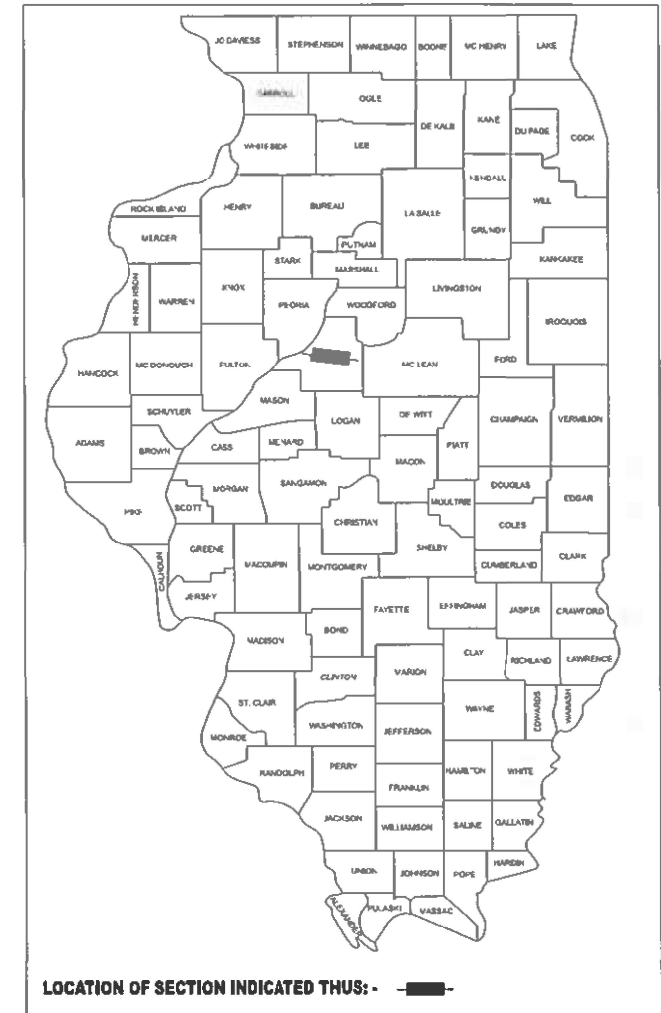 JO DAVIESS STEPHENSON WINNEBAGO BOONE MC HENRY LAKE
CARROLL OGLE DE KALB KANE DU PAGE COOK
WHITESIDE LEE KENDALL WILL
ROCK ISLAND HENRY BUREAU LA SALLE GRUNDY
MERCER PUTNAM KANKAKEE
STARK MARSHALL
HENDERSON WARREN KNOX PEORIA WOODFORD LIVINGSTON IROQUOIS
HANCOCK MC DONOUGH FULTON MC LEAN FORD
SCHUYLER MASON LOGAN DE WITT CHAMPAIGN VERMILION
ADAMS BROWN CASS MENARD PIATT
MACON
MORGAN SANGAMON DOUGLAS EDGAR
PIKE SCOTT CHRISTIAN MOULTRIE COLES
GREENE SHELBY
CALHOUN MACOUPIN MONTGOMERY CUMBERLAND CLARK
JERSEY FAYETTE EFFINGHAM JASPER CRAWFORD
MADISON BOND
CLAY RICHLAND LAWRENCE
CLINTON MARION
ST. CLAIR WAYNE EDWARDS WABASH
WASHINGTON JEFFERSON
MONROE
RANDOLPH PERRY HAMILTON WHITE
FRANKLIN
JACKSON WILLIAMSON SALINE GALLATIN
UNION JOHNSON POPE HARDIN
ALEXANDER PULASKI MASSAC
LOCATION OF SECTION INDICATED THUS: -